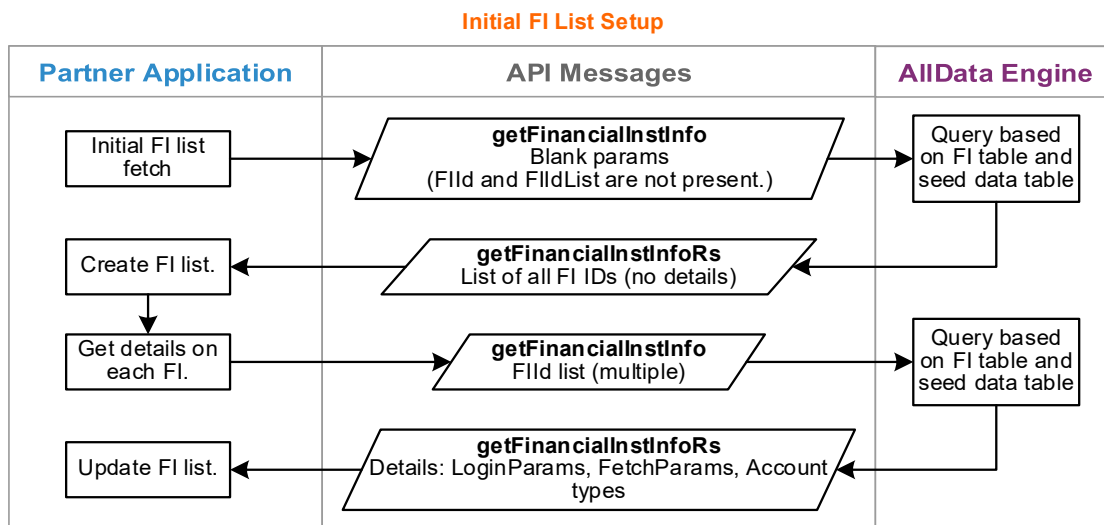 Initial FI List Setup
Partner Application
API Messages
AllData Engine
Initial FI list
fetch
getFinancialInstInfo
Blank params
(FIId and FIIdList are not present.)
Query based
on FI table and
seed data table
Create FI list.
getFinancialInstInfoRs
List of all FI IDs (no details)
Get details on
each FI.
getFinancialInstInfo
FIId list (multiple)
Query based
on FI table and
seed data table
Update FI list.
getFinancialInstInfoRs
Details: LoginParams, FetchParams, Account
types